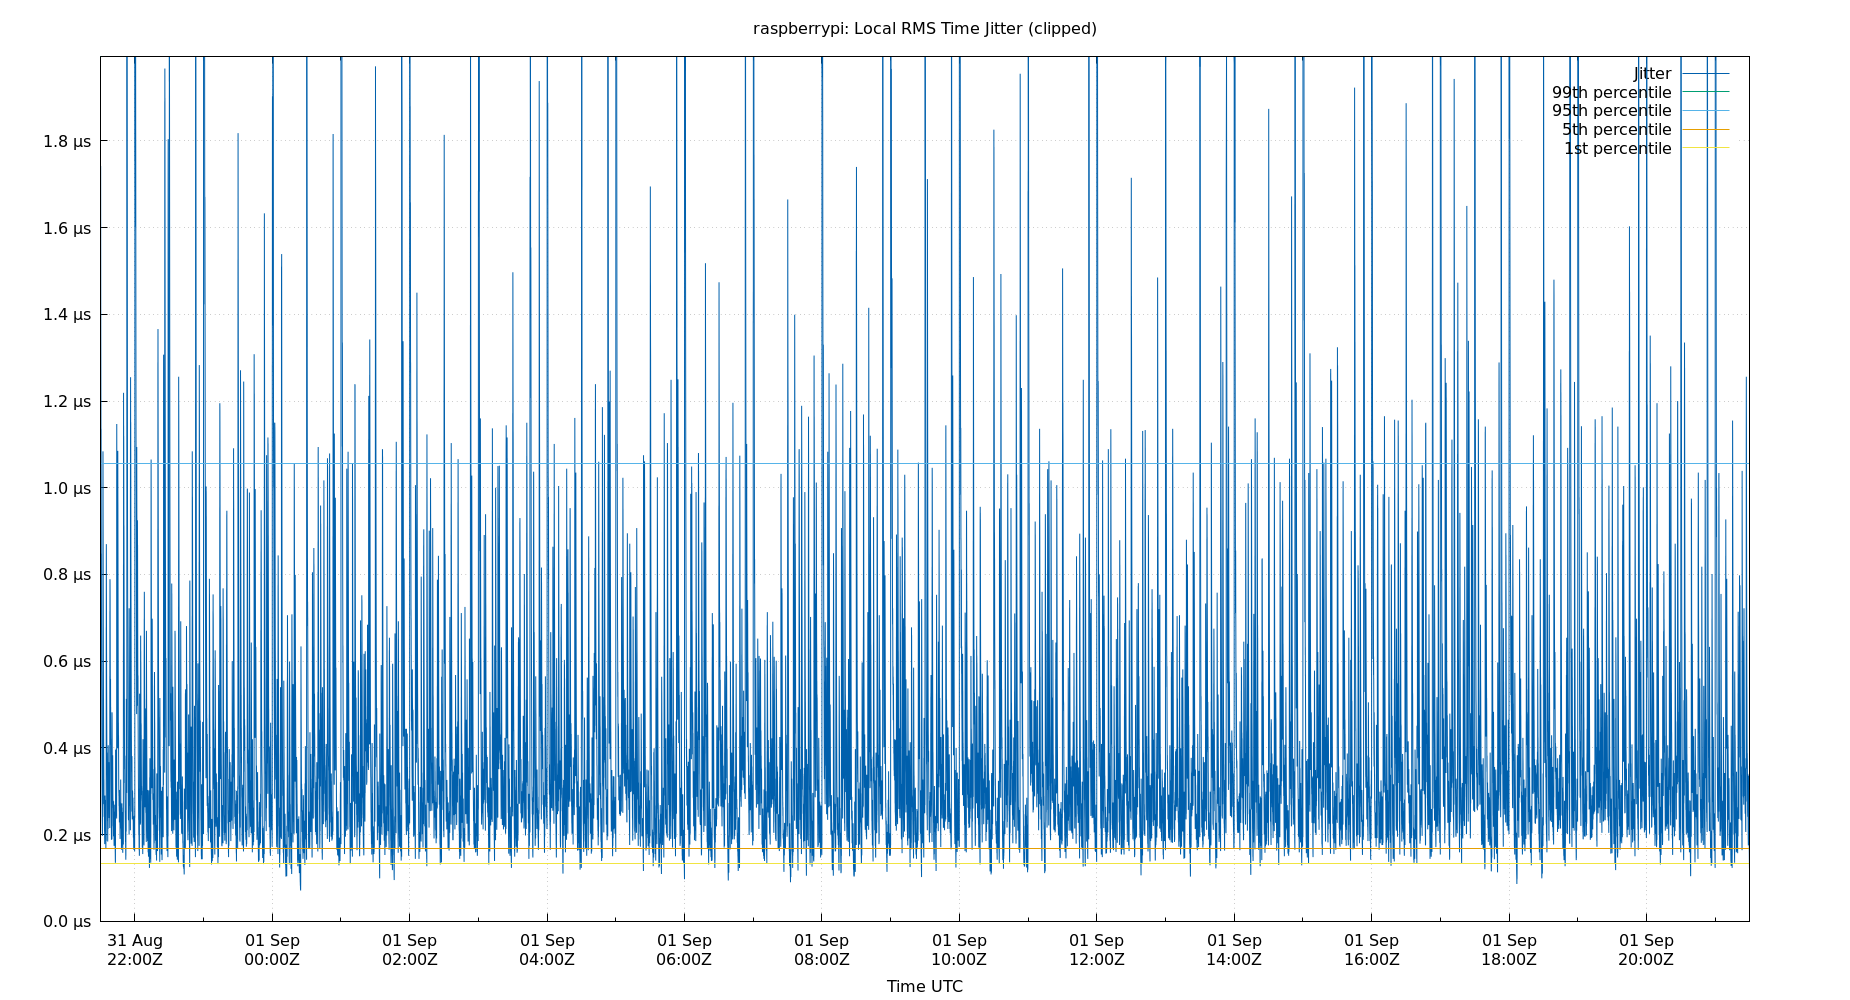 raspberrypi: Local RMS Time Jitter (clipped)
Jitter
99th percentile
95th percentile
5th percentile
1st percentile
1.8 μs
1.6 μs
1.4 μs
1.2 μs
1.0 μs
0.8 μs
0.6 μs
0.4 μs
0.2 μs
0.0 μs
31 Aug 01 Sep 01 Sep 01 Sep 01 Sep 01 Sep 01 Sep 01 Sep 01 Sep 01 Sep 01 Sep 01 Sep
22:00Z 00:00Z 02:00Z 04:00Z 06:00Z 08:00Z 10:00Z 12:00Z 14:00Z 16:00Z 18:00Z 20:00Z
Time UTC